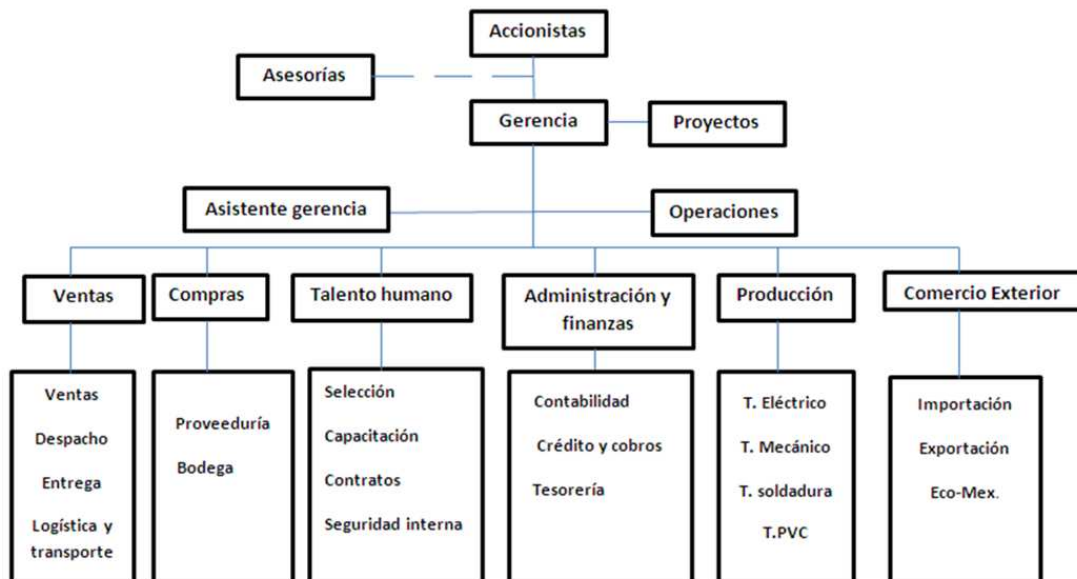 Accionistas
Asesorías
Gerencia
Proyectos
Asistente gerencia
Operaciones
Ventas
Compras
Talento humano
Administración y
finanzas
Producción
Comercio Exterior
Ventas
Despacho
Entrega
Logística y
transporte
Proveeduría
Bodega
Selección
Capacitación
Contratos
Seguridad interna
Contabilidad
Crédito y cobros
Tesorería
T. Eléctrico
T. Mecánico
T. soldadura
T.PVC
Importación
Exportación
Eco-Mex.